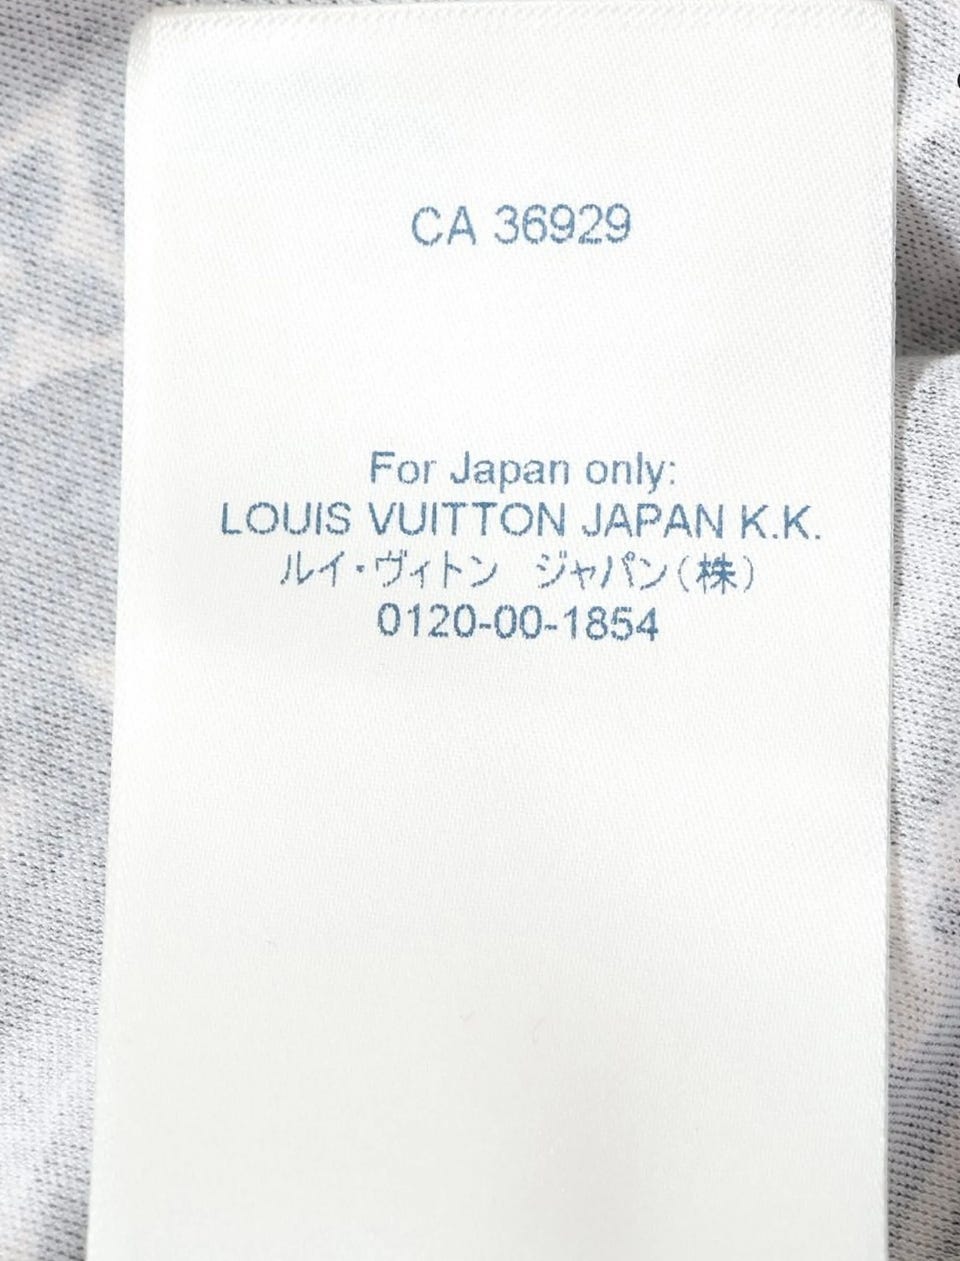 CA 36929
For Japan only:
LOUIS VUITTON JAPAN K.K.
ルイ・ヴィトン　ジャパン(株)
0120-00-1854